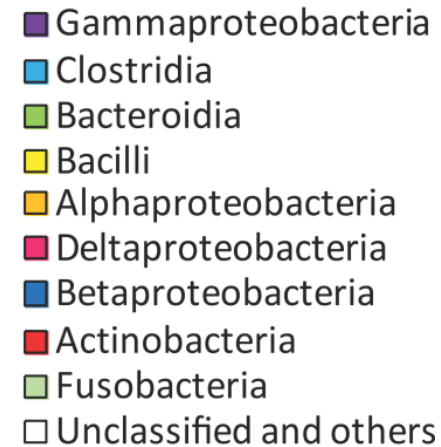 Gammaproteobacteria
Clostridia
Bacteroidia
Bacilli
Alphaproteobacteria
Deltaproteobacteria
Betaproteobacteria
Actinobacteria
Fusobacteria
Unclassified and others